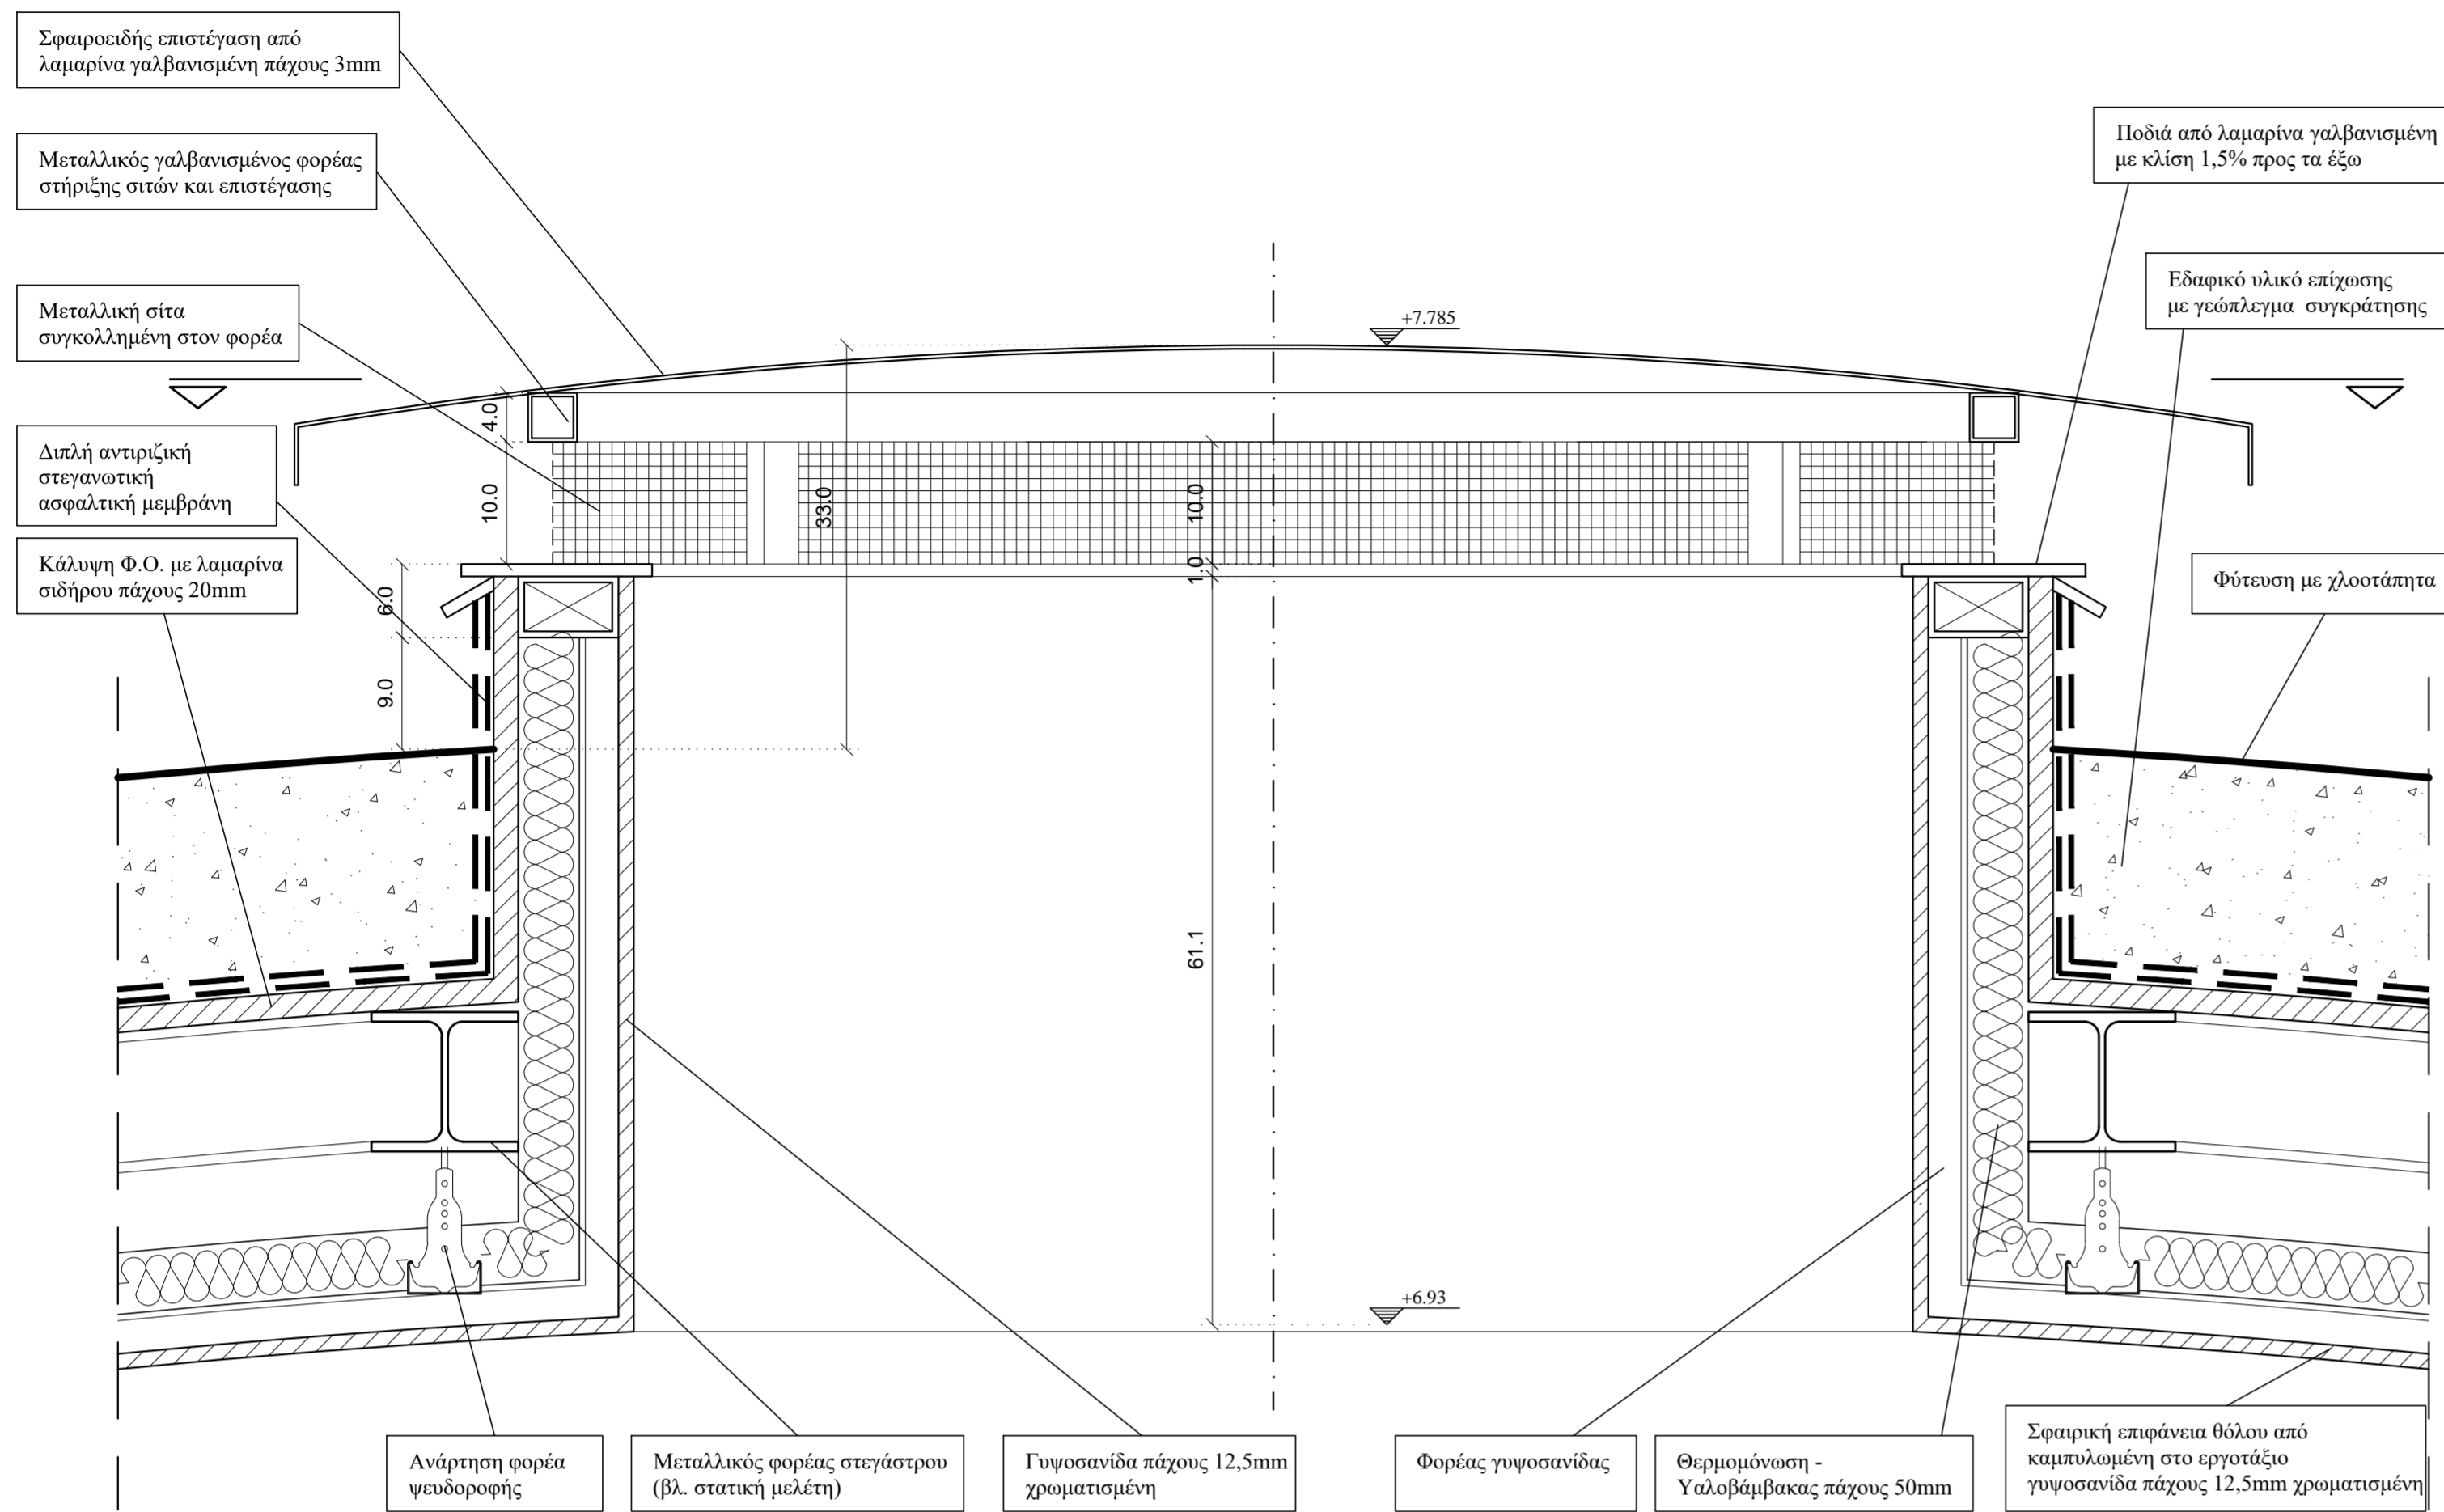 Σφαιροειδής επιστέγαση από
λαμαρίνα γαλβανισμένη πάχους 3mm
Μεταλλικός γαλβανισμένος φορέας
στήριξης σιτών και επιστέγασης
Μεταλλική σίτα
συγκολλημένη στον φορέα
Διπλή αντιριζική
στεγανωτική
ασφαλτική μεμβράνη
Κάλυψη Φ.Ο. με λαμαρίνα
σιδήρου πάχους 20mm
Ποδιά από λαμαρίνα γαλβανισμένη
με κλίση 1,5% προς τα έξω
Εδαφικό υλικό επίχωσης
με γεώπλεγμα συγκράτησης
Φύτευση με χλοοτάπητα
+7.785
4.0
10.0
33.0
10.0
1.0
6.0
9.0
61.1
+6.93
Ανάρτηση φορέα
ψευδοροφής
Μεταλλικός φορέας στεγάστρου
(βλ. στατική μελέτη)
Γυψοσανίδα πάχους 12,5mm
χρωματισμένη
Φορέας γυψοσανίδας
Θερμομόνωση -
Υαλοβάμβακας πάχους 50mm
Σφαιρική επιφάνεια θόλου από
καμπυλωμένη στο εργοτάξιο
γυψοσανίδα πάχους 12,5mm χρωματισμένη